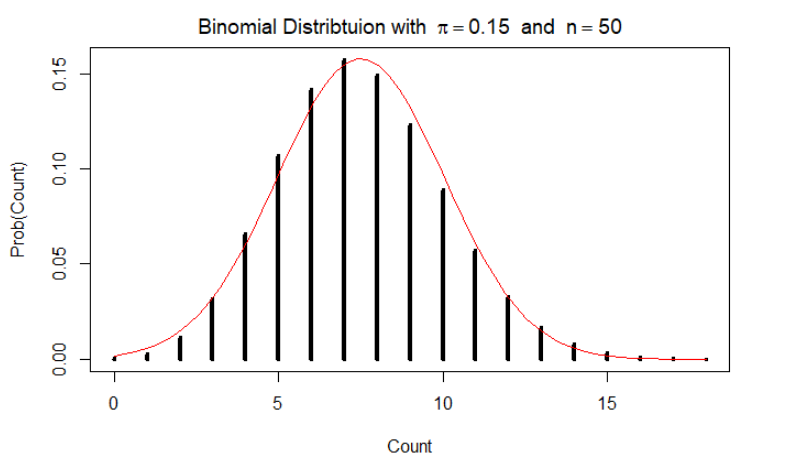 Binomial Distribtuion with π = 0.15 and n = 50
Prob(Count)
0.15
0.10
0.05
0.00
0 5 10 15
Count